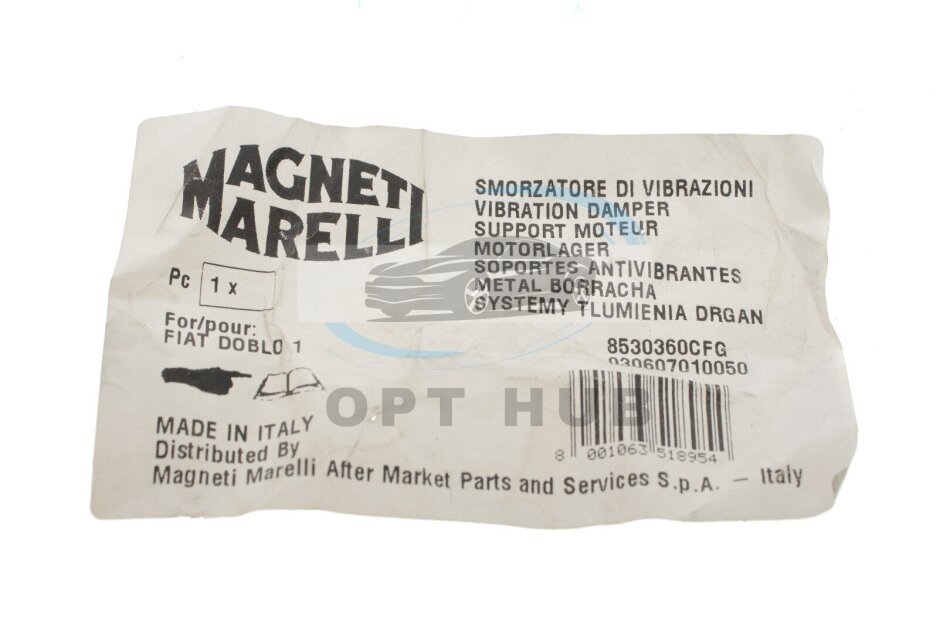 MAGNETI
MARELLI
Pc 1 x
For/pour:
FIAT DOBLO 1
SMORZATORE DI VIBRAZIONI
VIBRATION DAMPER
SUPPORT MOTEUR
MOTORLAGER
SOPORTES ANTIVIBRANTES
METAL BORRACHA
SYSTEMY TLUMIENIA DRGAN
8530360CFG
030607010050
OPT HUB
8 001063 518954
MADE IN ITALY
Distributed By
Magneti Marelli After Market Parts and Services S.p.A. – Italy